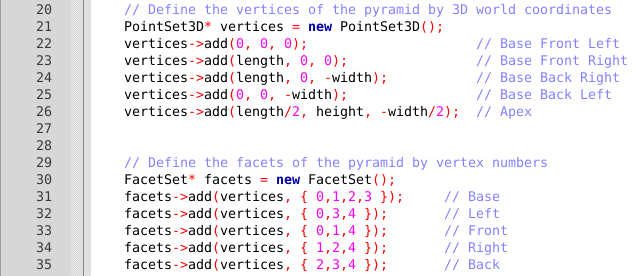 20 // Define the vertices of the pyramid by 3D world coordinates
21 PointSet3D* vertices = new PointSet3D();
22 vertices->add(0, 0, 0); // Base Front Left
23 vertices->add(length, 0, 0); // Base Front Right
24 vertices->add(length, 0, -width); // Base Back Right
25 vertices->add(0, 0, -width); // Base Back Left
26 vertices->add(length/2, height, -width/2); // Apex
27
28
29 // Define the facets of the pyramid by vertex numbers
30 FacetSet* facets = new FacetSet();
31 facets->add(vertices, { 0,1,2,3 }); // Base
32 facets->add(vertices, { 0,3,4 }); // Left
33 facets->add(vertices, { 0,1,4 }); // Front
34 facets->add(vertices, { 1,2,4 }); // Right
35 facets->add(vertices, { 2,3,4 }); // Back